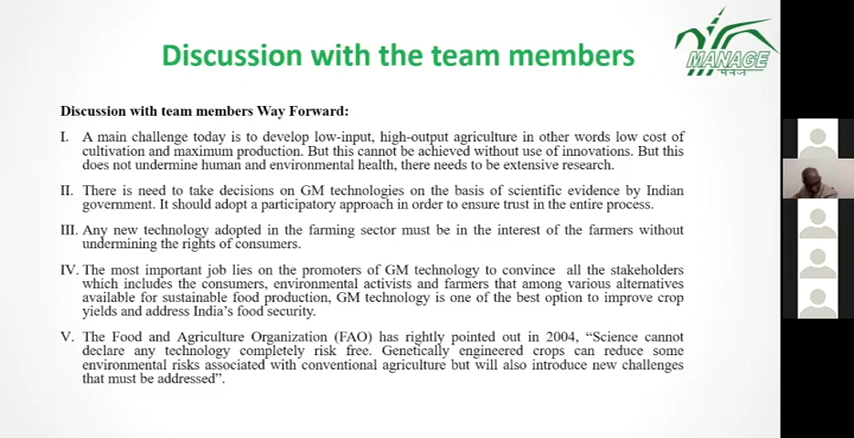 Discussion with the team members
MANAGE
मैनेज
Discussion with team members Way Forward:
I. A main challenge today is to develop low-input, high-output agriculture in other words low cost of
cultivation and maximum production. But this cannot be achieved without use of innovations. But this
does not undermine human and environmental health, there needs to be extensive research.
II. There is need to take decisions on GM technologies on the basis of scientific evidence by Indian
government. It should adopt a participatory approach in order to ensure trust in the entire process.
III. Any new technology adopted in the farming sector must be in the interest of the farmers without
undermining the rights of consumers.
IV. The most important job lies on the promoters of GM technology to convince all the stakeholders
which includes the consumers, environmental activists and farmers that among various alternatives
available for sustainable food production, GM technology is one of the best option to improve crop
yields and address India's food security.
V. The Food and Agriculture Organization (FAO) has rightly pointed out in 2004, “Science cannot
declare any technology completely risk free. Genetically engineered crops can reduce some
environmental risks associated with conventional agriculture but will also introduce new challenges
that must be addressed”.